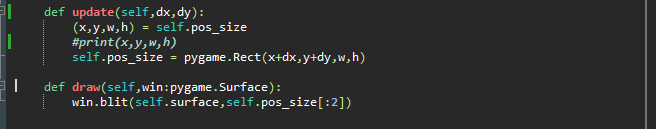 def update(self,dx,dy):
    (x,y,w,h) = self.pos_size
    #print(x,y,w,h)
    self.pos_size = pygame.Rect(x+dx,y+dy,w,h)
def draw(self,win:pygame.Surface):
    win.blit(self.surface,self.pos_size[:2])